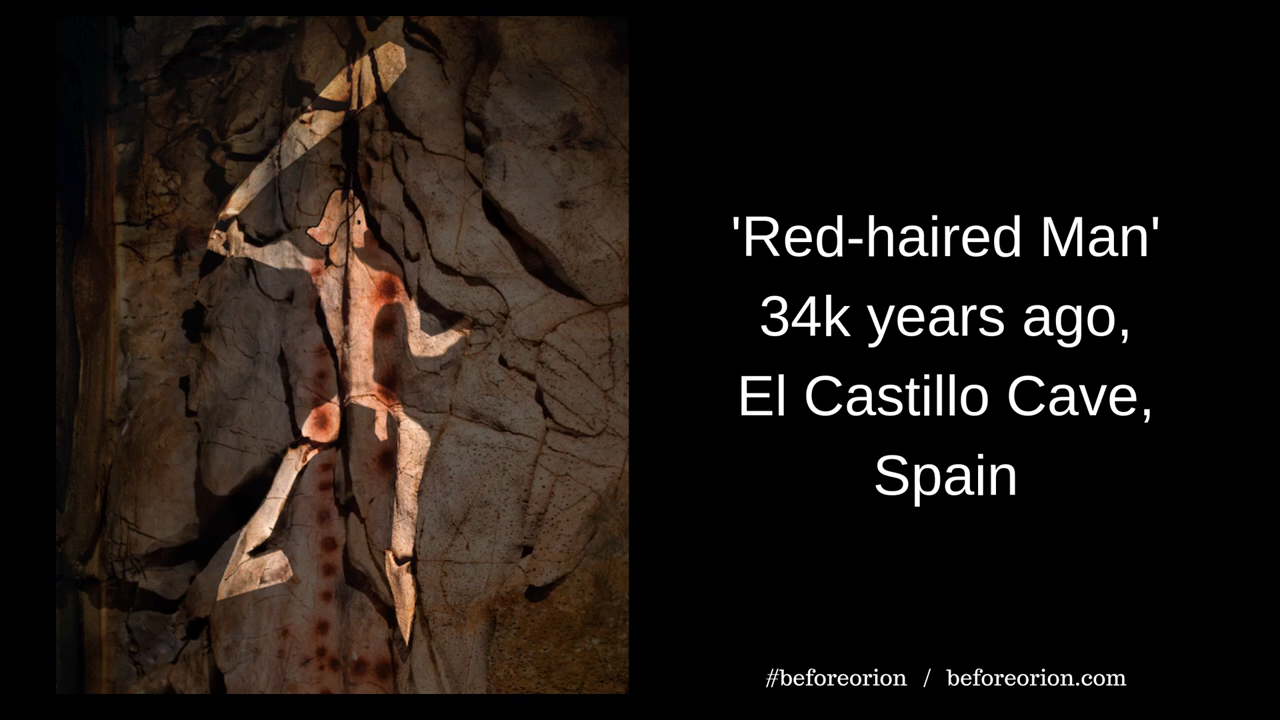 'Red-haired Man'
34k years ago,
El Castillo Cave,
Spain
#beforeorion / beforeorion.com